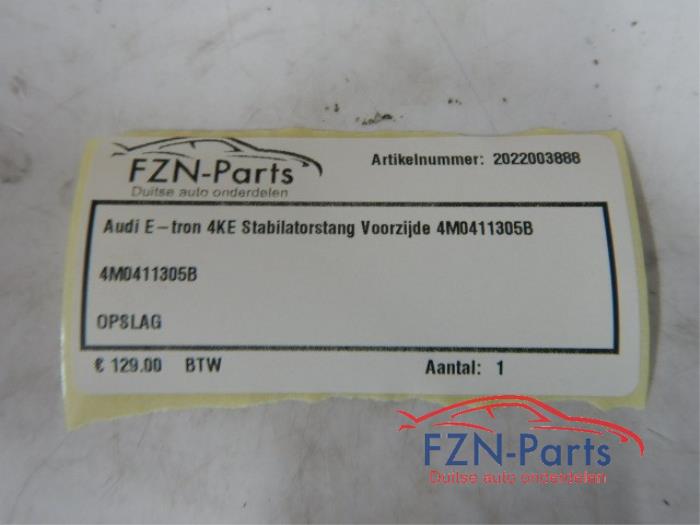 FZN-Parts
Duitse auto onderdelen
Artikelnummer: 2022003888
Audi E-tron 4KE Stabilatorstang Voorzijde 4M0411305B
4M0411305B
OPSLAG
€ 129.00 BTW
Aantal: 1
FZN-Parts
Duitse auto onderdelen